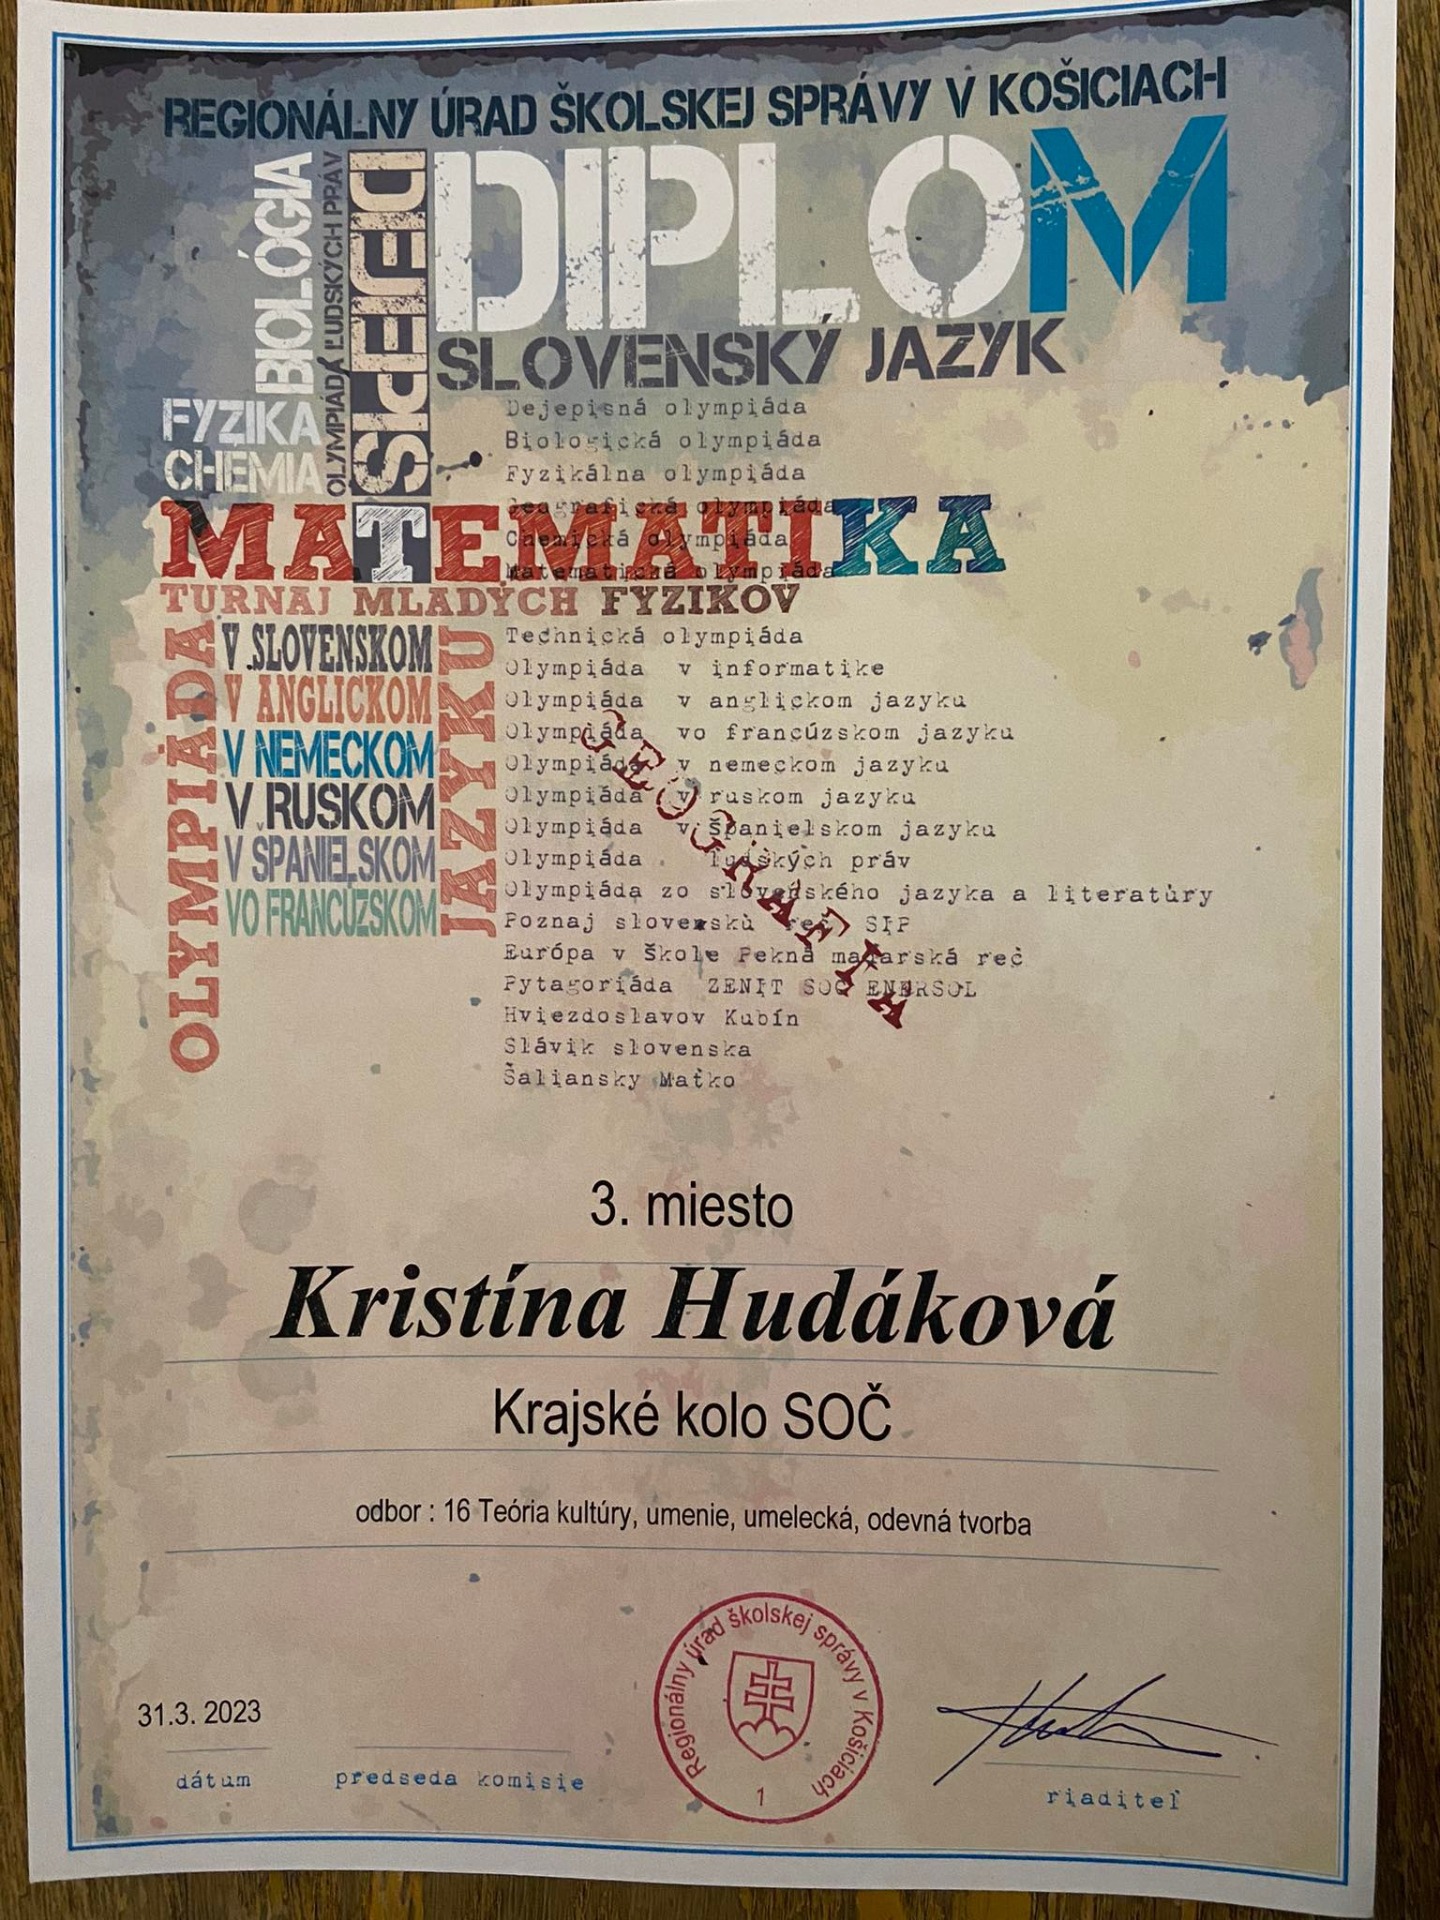 REGIONÁLNY ÚRAD ŠKOLSKEJ SPRÁVY V KOŠICIACH
DIPLOM
BIOLÓGIA
OLYMPIÁDA ĽUDSKÝCH PRÁV
DEJEPIS
SLOVENSKÝ JAZYK
FYZIKA
CHÉMIA
Dejepisná olympiáda
Biologická olympiáda
Fyzikálna olympiáda
Geografická olympiáda
MATEMATIKA
Chemická olympiáda
Matematická olympiáda
TURNAJ MLADÝCH FYZIKOV
OLYMPIÁDA
V SLOVENSKOM
V ANGLICKOM
V NEMECKOM
V RUSKOM
V ŠPANIELSKOM
VO FRANCÚZSKOM
JAZYKU
Technická olympiáda
Olympiáda v informatike
Olympiáda v anglickom jazyku
Olympiáda vo francúzskom jazyku
Olympiáda v nemeckom jazyku
Olympiáda v ruskom jazyku
Olympiáda v španielskom jazyku
Olympiáda ľudských práv
Olympiáda zo slovenského jazyka a literatúry
Poznaj slovenskú reč SIP
Európa v škole Pekná maďarská reč
Pytagoriáda ZENIT SOČ ENERSOL
Hviezdoslavov Kubín
Slávik slovenska
Šaliansky Maťko
GEOGRAFIA
3. miesto
Kristína Hudáková
Krajské kolo SOČ
odbor : 16 Teória kultúry, umenie, umelecká, odevná tvorba
31.3. 2023
dátum
predseda komisie
Regionálny úrad školskej správy v Košiciach
1
riaditeľ